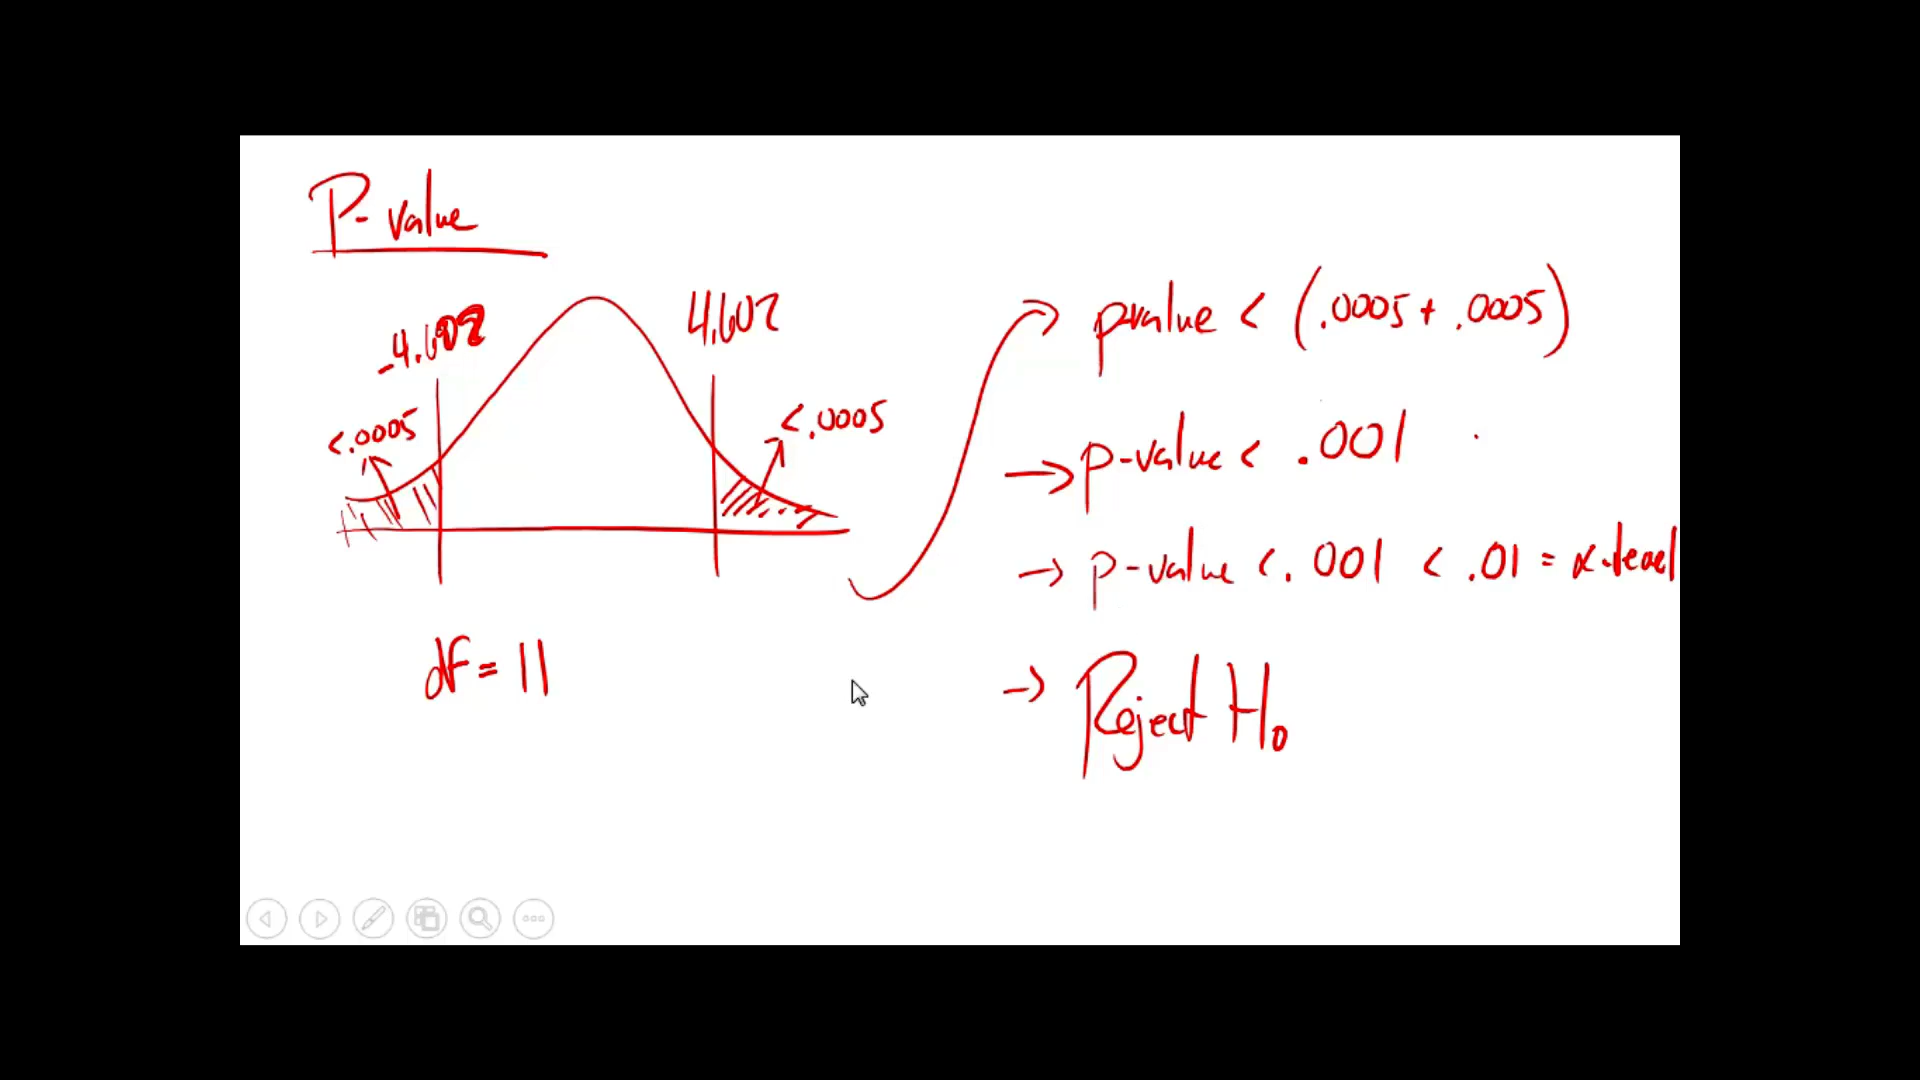 P-value
-4.602
4.602
<.0005
<.0005
df = 11
pvalue < (.0005 + .0005)
→ p-value < .001
→ p-value < .001 < .01 = α-level
→ Reject H₀